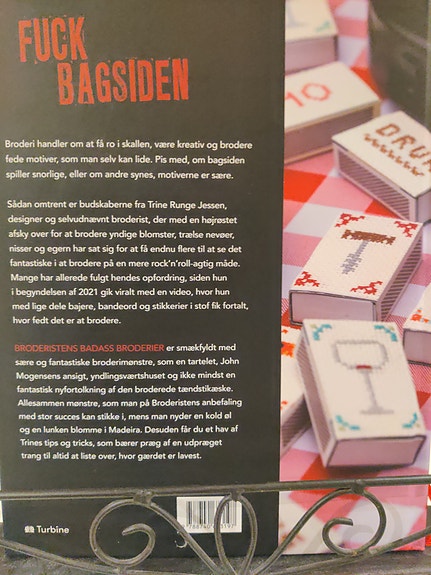 FUCK
BAGSIDEN
Broderi handler om at få ro i skallen, være kreativ og brodere
fede motiver, som man selv kan lide. Pis med, om bagsiden
spiller snorlige, eller om andre synes, motiverne er sære.
Sådan omtrent er budskaberne fra Trine Runge Jessen,
designer og selvudnævnt broderist, der med en højrøstet
afsky over for at brodere yndige blomster, trælse nevøer,
nisser og egern har sat sig for at få endnu flere til at se det
fantastiske i at brodere på en mere rock'n'roll-agtig måde.
Mange har allerede fulgt hendes opfordring, siden hun
i begyndelsen af 2021 gik viralt med en video, hvor hun
med lige dele bajere, bandeord og stikkerier i stof fik fortalt,
hvor fedt det er at brodere.
BRODERISTENS BADASS BRODERIER er smækfyldt med
sære og fantastiske broderimønstre, som en tartelet, John
Mogensens ansigt, yndlingsværtshuset og ikke mindst en
fantastisk nyfortolkning af den broderede tændstikæske.
Allesammen mønstre, som man på Broderistens anbefaling
med stor succes kan stikke i, mens man nyder en kold øl
og en lunken blomme i Madeira. Desuden får du et hav af
Trines tips og tricks, som bærer præg af en udpræget
trang til altid at liste over, hvor gærdet er lavest.
Turbine
10
DRUK